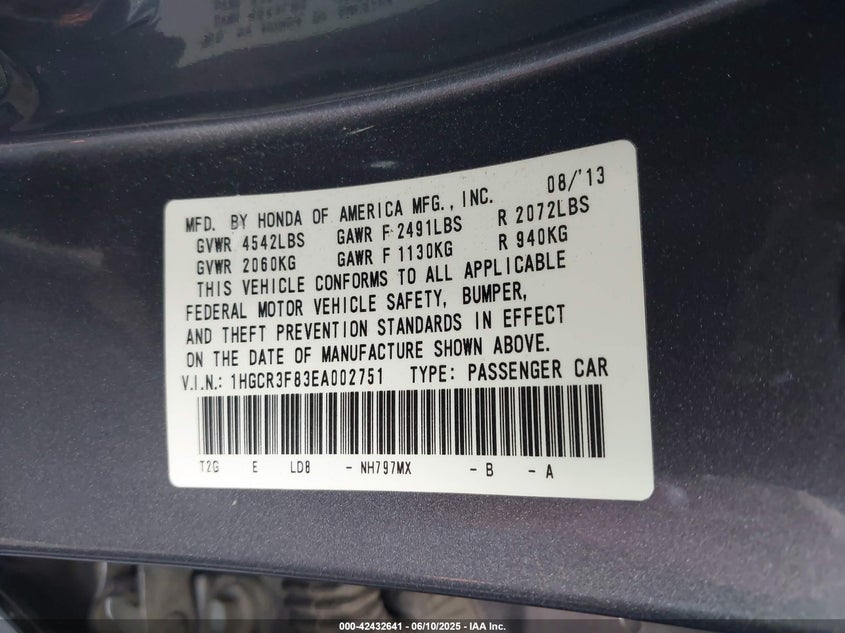 MFD. BY HONDA OF AMERICA MFG., INC. 08/'13
GVWR 4542LBS GAWR F 2491LBS R 2072LBS
GVWR 2060KG GAWR F 1130KG R 940KG
THIS VEHICLE CONFORMS TO ALL APPLICABLE
FEDERAL MOTOR VEHICLE SAFETY, BUMPER,
AND THEFT PREVENTION STANDARDS IN EFFECT
ON THE DATE OF MANUFACTURE SHOWN ABOVE.
V.I.N.: 1HGCR3F83EA002751 TYPE: PASSENGER CAR
T2G E LD8 - NH797MX - B - A
000-42432641 / 06/10/2025 - IAA Inc.